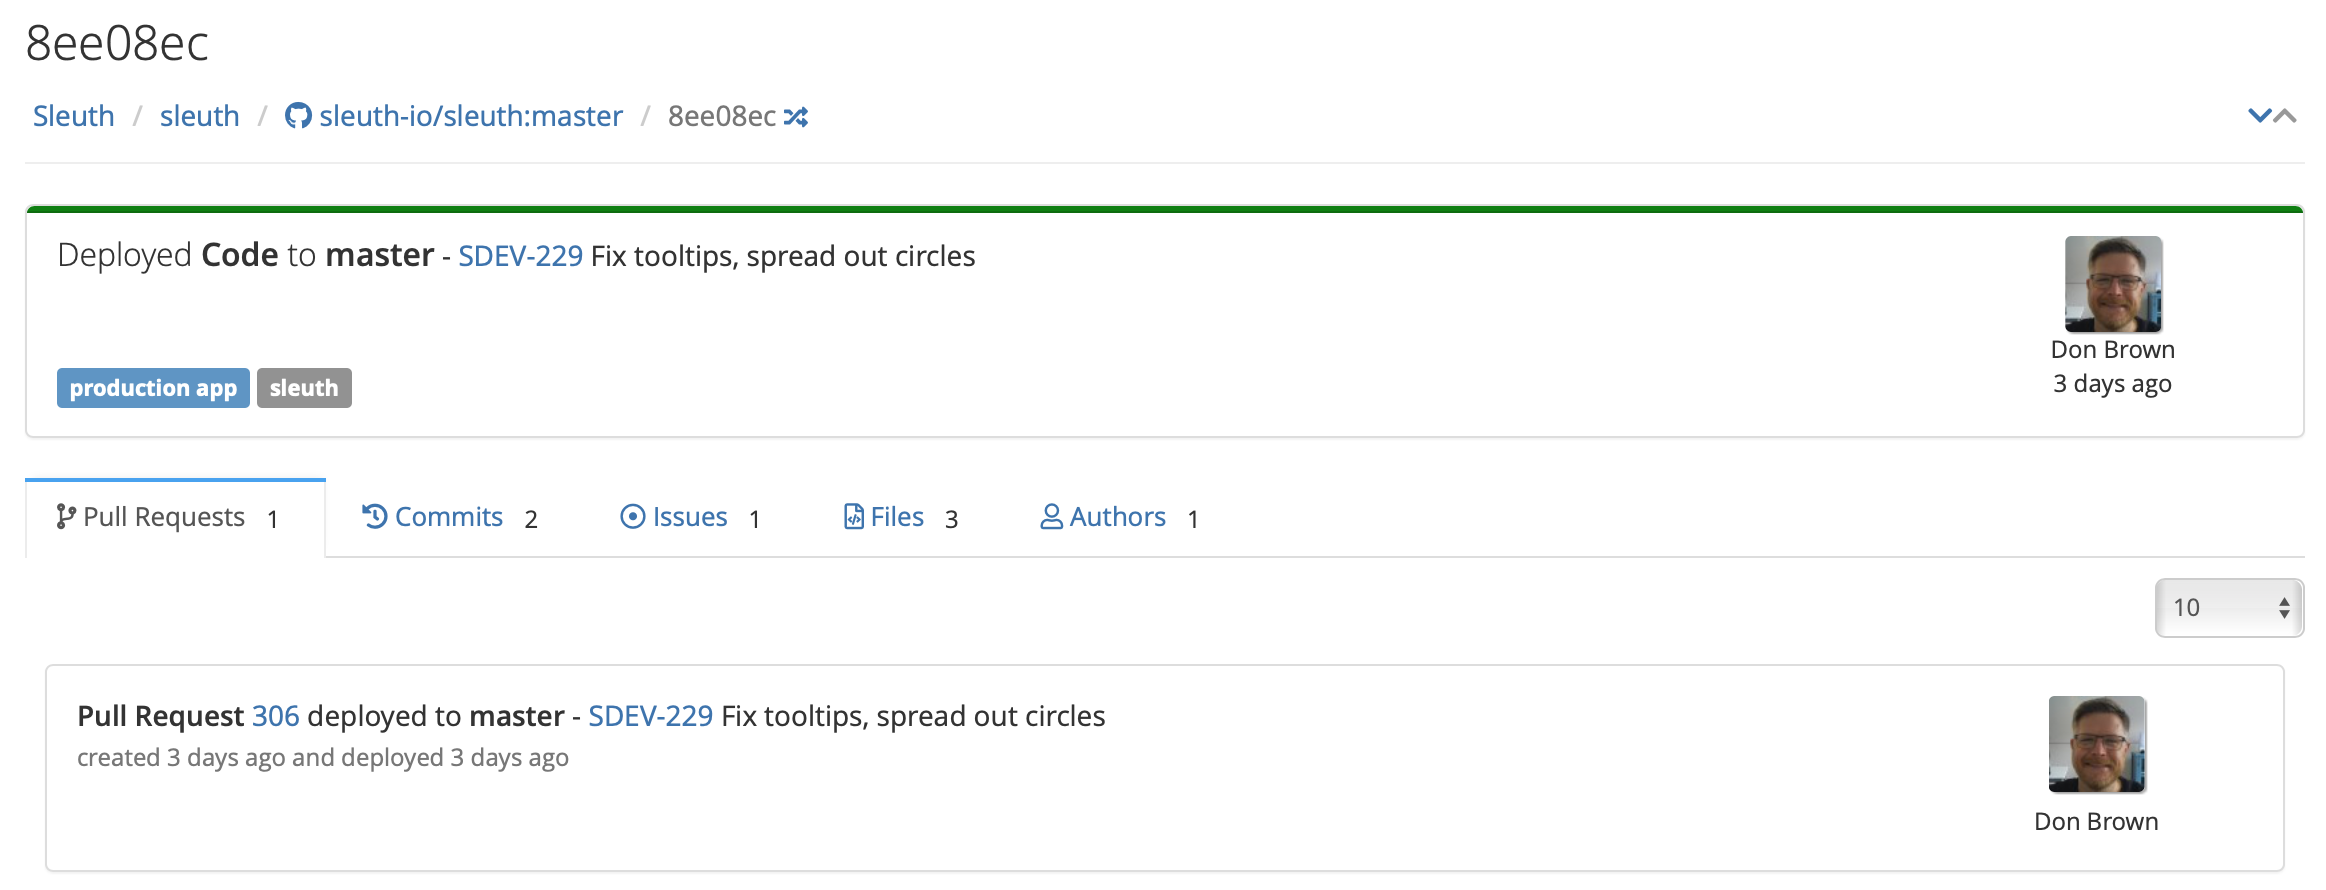 8ee08ec
Sleuth / sleuth / sleuth-io/sleuth:master / 8ee08ec
Deployed Code to master - SDEV-229 Fix tooltips, spread out circles
Don Brown
3 days ago
production app sleuth
Pull Requests 1 Commits 2 Issues 1 Files 3 Authors 1
10
Pull Request 306 deployed to master - SDEV-229 Fix tooltips, spread out circles
created 3 days ago and deployed 3 days ago
Don Brown